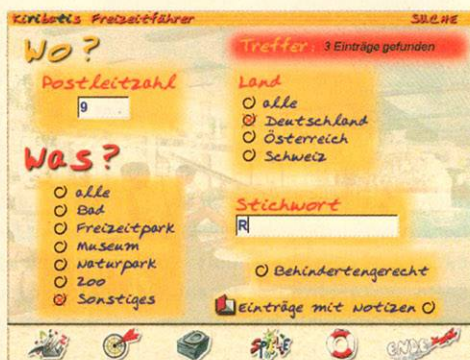 Kiribatis Freizeitführer
SUCHE
Wo?
Postleitzahl
9
Was?
alle
Bad
Freizeitpark
Museum
Naturpark
Zoo
Sonstiges
Treffer: 3 Einträge gefunden
Land
alle
Deutschland
Österreich
Schweiz
Stichwort
R
Behindertengerecht
Einträge mit Notizen
SPIELE
ENDE